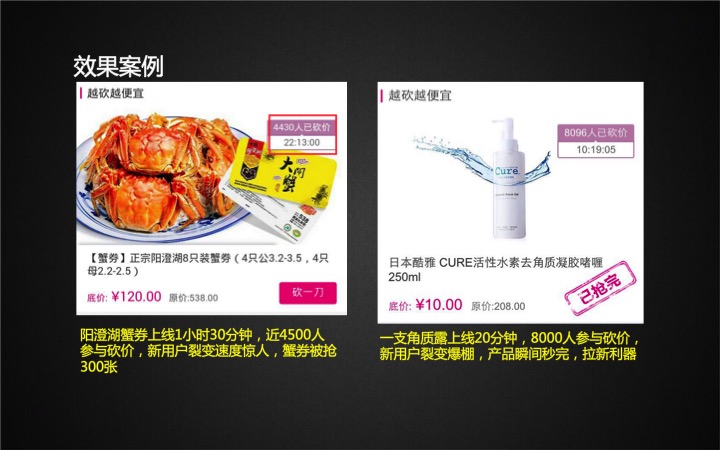 效果案例
越砍越便宜
4430人已砍价
22:13:00
大闸蟹
【蟹券】正宗阳澄湖8只装蟹券（4只公3.2-3.5，4只
母2.2-2.5）
底价: ¥120.00 原价:538.00
砍一刀
阳澄湖蟹券上线1小时30分钟，近4500人
参与砍价，新用户裂变速度惊人，蟹券被抢
300张
越砍越便宜
8096人已砍价
10:19:05
Cure
日本酷雅 CURE活性水素去角质凝胶啫喱
250ml
已抢完
底价: ¥10.00 原价:208.00
一支角质露上线20分钟，8000人参与砍价，
新用户裂变爆棚，产品瞬间秒完，拉新利器